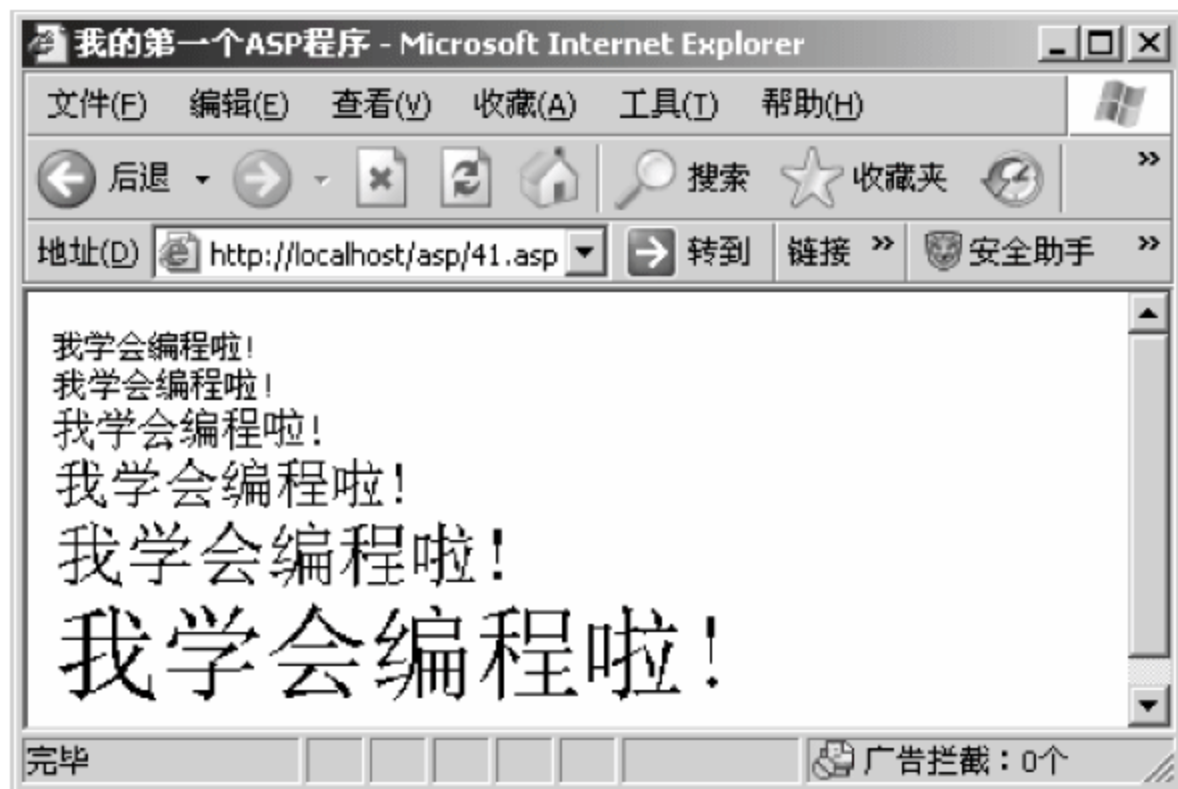 我的第一个ASP程序 - Microsoft Internet Explorer
文件(F) 编辑(E) 查看(V) 收藏(A) 工具(T) 帮助(H)
后退 搜索 收藏夹 »
地址(D) http://localhost/asp/41.asp 转到 链接 » 安全助手 »
我学会编程啦!
我学会编程啦!
我学会编程啦!
我学会编程啦!
我学会编程啦!
我学会编程啦!
完毕 广告拦截：0个